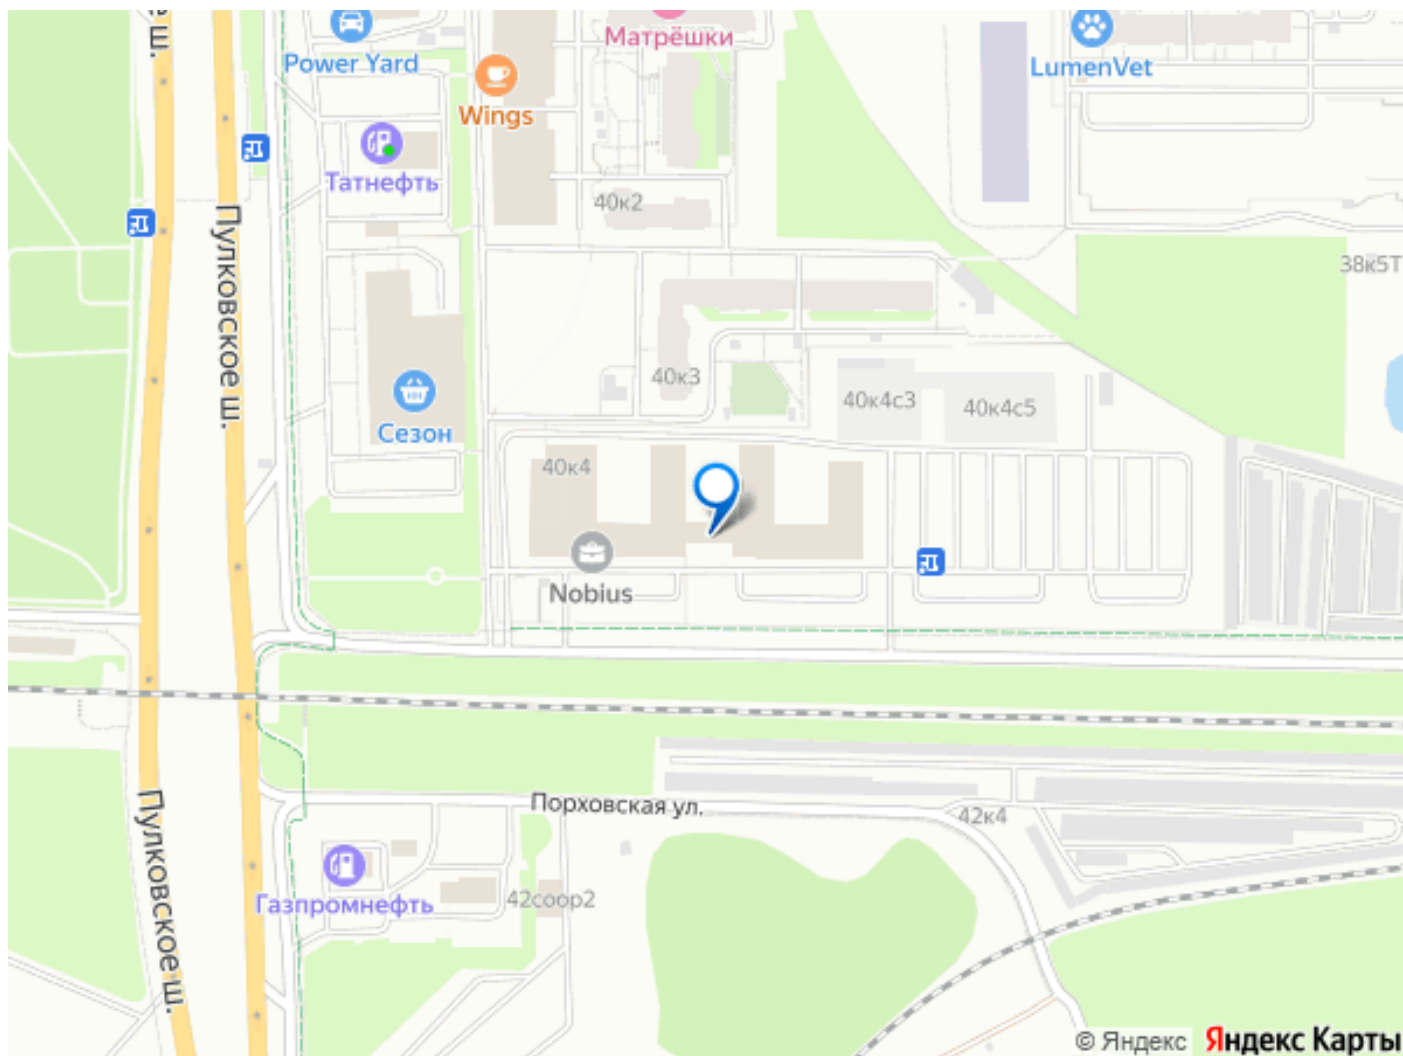 е ш.
Power Yard
Матрёшки
LumenVet
Wings
Татнефть
40к2
Пулковское ш.
38к5Т
40к3
40к4с3
40к4с5
Сезон
40к4
Nobius
Порховская ул.
42к4
Пулковское ш.
Газпромнефть
42соор2
© Яндекс Яндекс Карты